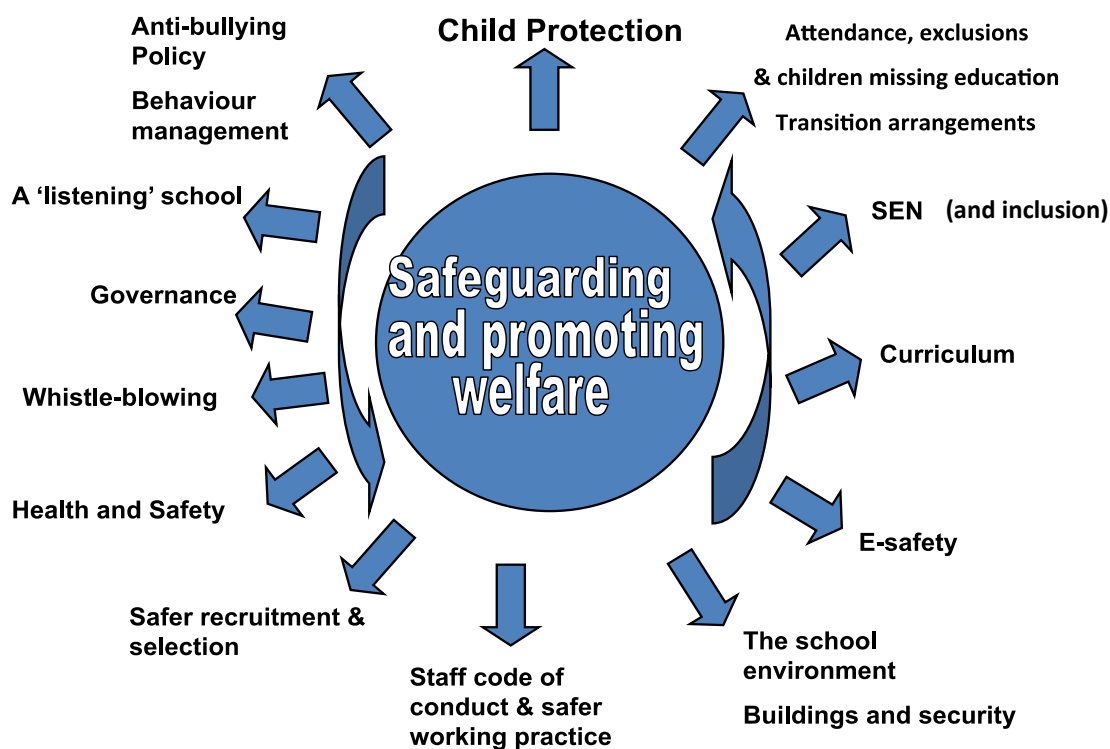 Anti-bullying
Policy
Behaviour
management
Child Protection
Attendance, exclusions
& children missing education
Transition arrangements
A ‘listening’ school
SEN (and inclusion)
Governance
Safeguarding
and promoting
welfare
Curriculum
Whistle-blowing
Health and Safety
E-safety
Safer recruitment &
selection
Staff code of
conduct & safer
working practice
The school
environment
Buildings and security